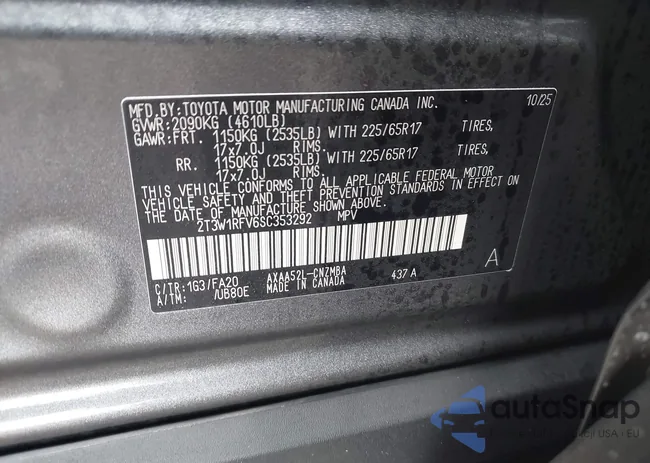 MFD.BY:TOYOTA MOTOR MANUFACTURING CANADA INC. 10/25
GVWR:2090KG (4610LB)
GAWR:FRT. 1150KG (2535LB) WITH 225/65R17 TIRES,
17x7.0J RIMS.
RR. 1150KG (2535LB) WITH 225/65R17 TIRES,
17x7.0J RIMS.
THIS VEHICLE CONFORMS TO ALL APPLICABLE FEDERAL MOTOR
VEHICLE SAFETY AND THEFT PREVENTION STANDARDS IN EFFECT ON
THE DATE OF MANUFACTURE SHOWN ABOVE.
2T3W1RFV6SC353292 MPV
C/TR:1G3/FA20 AXAA52L-CNZMBA 437 A A
A/TM: /UB80E MADE IN CANADA
autoSnap
USA • EU